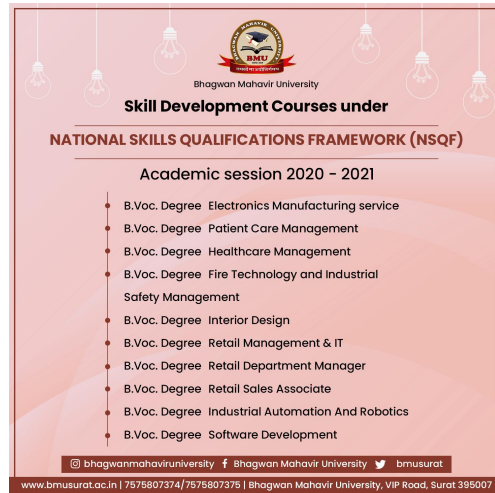 BHAGWAN MAHAVIR UNIVERSITY
BMU
Bhagwan Mahavir University
Skill Development Courses under
NATIONAL SKILLS QUALIFICATIONS FRAMEWORK (NSQF)
Academic session 2020 - 2021
B.Voc. Degree Electronics Manufacturing service
B.Voc. Degree Patient Care Management
B.Voc. Degree Healthcare Management
B.Voc. Degree Fire Technology and Industrial
Safety Management
B.Voc. Degree Interior Design
B.Voc. Degree Retail Management & IT
B.Voc. Degree Retail Department Manager
B.Voc. Degree Retail Sales Associate
B.Voc. Degree Industrial Automation And Robotics
B.Voc. Degree Software Development
bhagwanmahaviruniversity Bhagwan Mahavir University bmusurat
www.bmusurat.ac.in | 7575807374/7575807375 | Bhagwan Mahavir University, VIP Road, Surat 395007